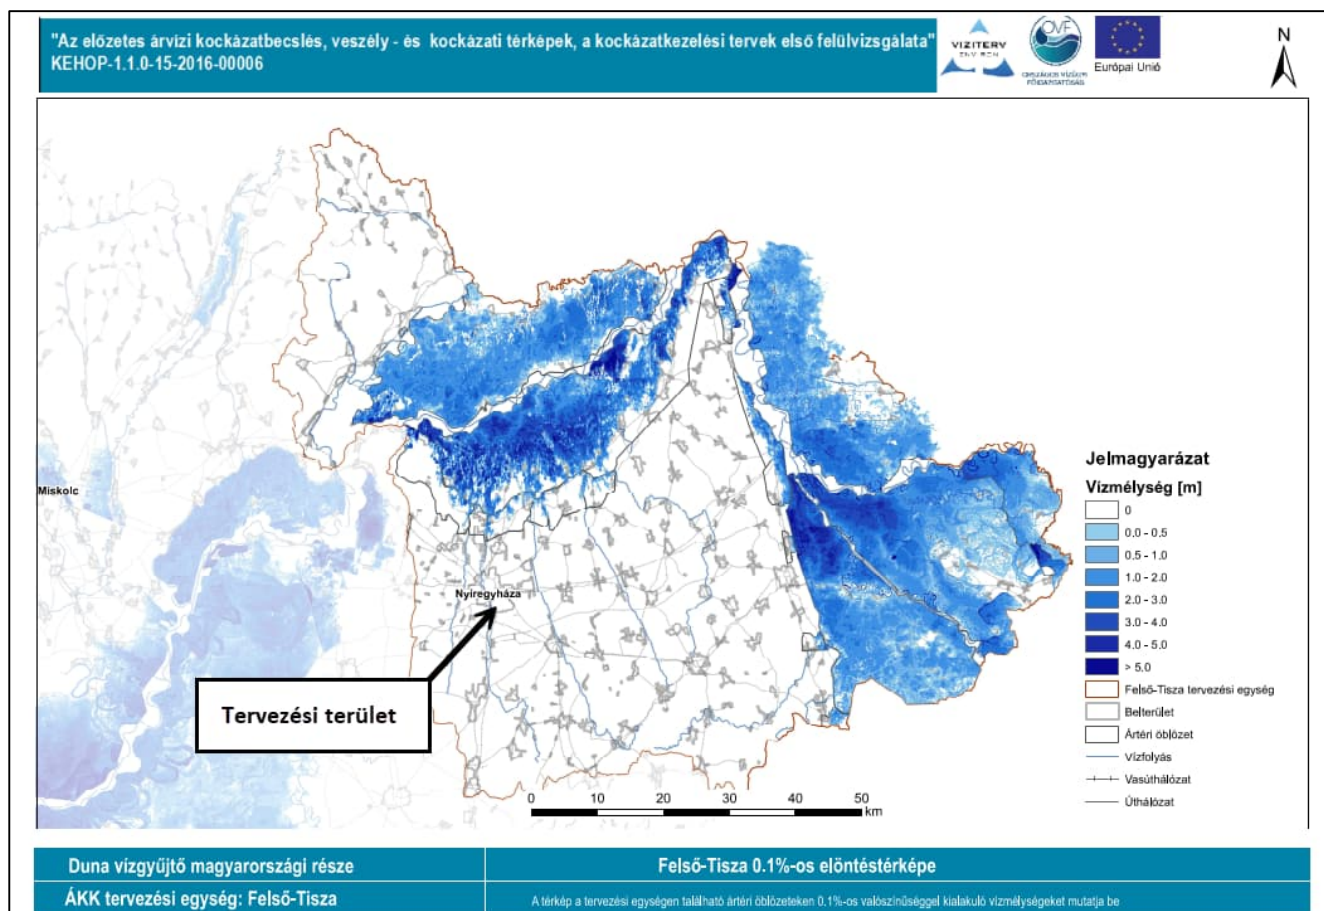 "Az előzetes árvízi kockázatbecslés, veszély - és kockázati térképek, a kockázatkezelési tervek első felülvizsgálata"
KEHOP-1.1.0-15-2016-00006
VIZITERV
ENVIRON
OVF
ORSZÁGOS VÍZÜGYI
FŐIGAZGATÓSÁG
Európai Unió
N
Miskolc
Nyíregyháza
Tervezési terület
Jelmagyarázat
Vízmélység [m]
0
0.0 - 0.5
0.5 - 1.0
1.0 - 2.0
2.0 - 3.0
3.0 - 4.0
4.0 - 5.0
> 5.0
Felső-Tisza tervezési egység
Belterület
Ártéri öblözet
Vízfolyás
Vasúthálózat
Úthálózat
0 10 20 30 40 50
km
Duna vízgyűjtő magyarországi része
Felső-Tisza 0.1%-os elöntéstérképe
ÁKK tervezési egység: Felső-Tisza
A térkép a tervezési egységen található ártéri öblözeteken 0,1%-os valószínűséggel kialakuló vízmélységeket mutatja be